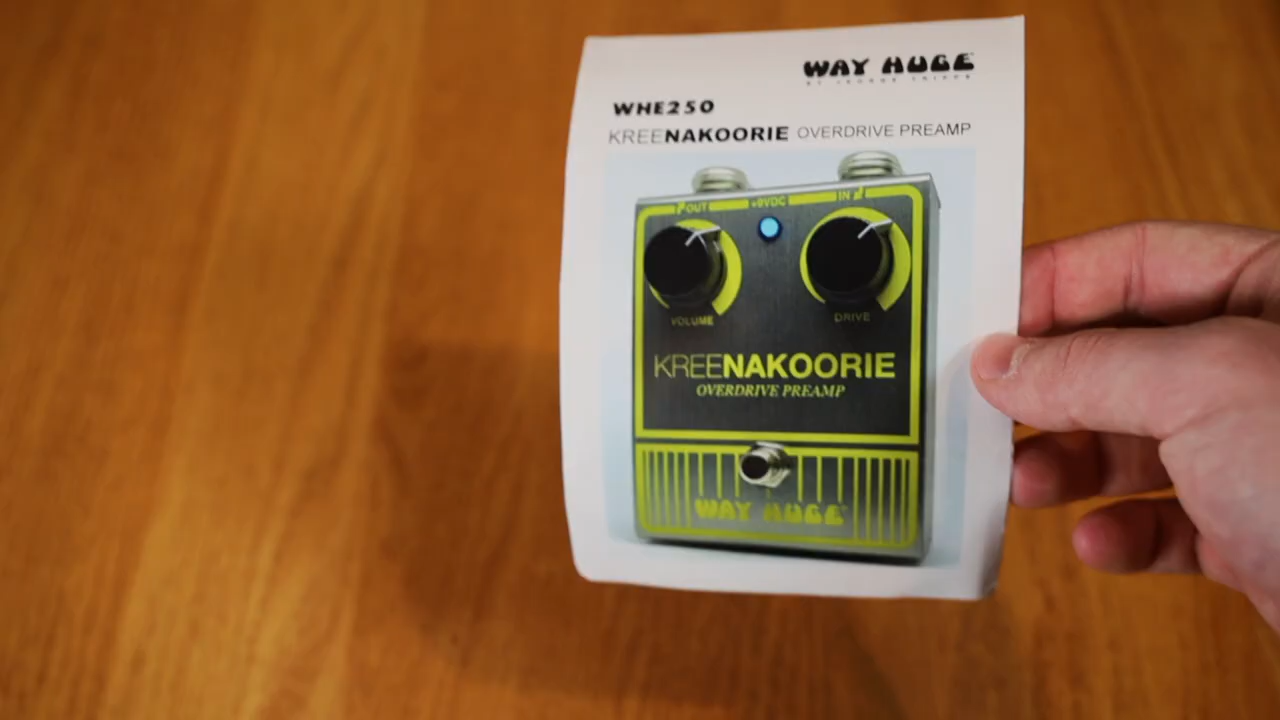 WAY HUGE
WHE250
KREENAKOORIE OVERDRIVE PREAMP
OUT +9VDC IN
VOLUME DRIVE
KREENAKOORIE
OVERDRIVE PREAMP
WAY HUGE